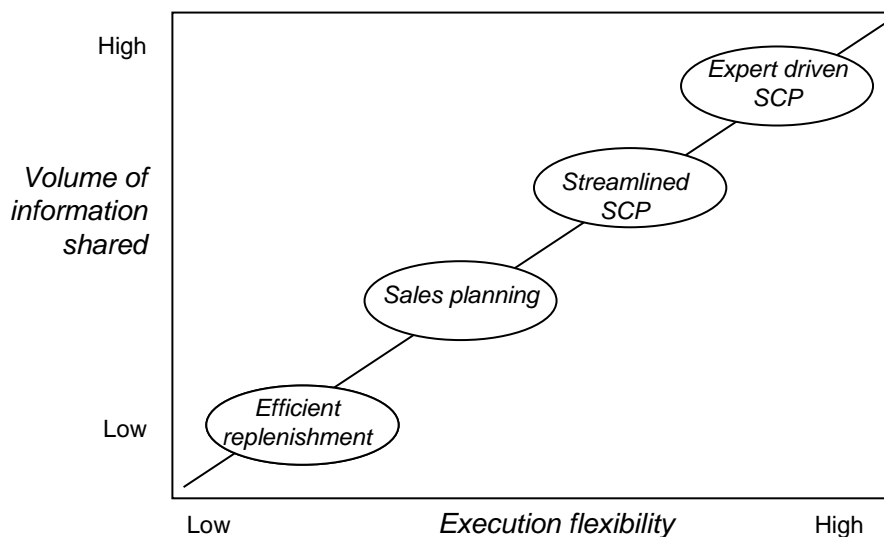 High
Expert driven
SCP
Volume of
information
shared
Streamlined
SCP
Sales planning
Low
Efficient
replenishment
Low
Execution flexibility
High